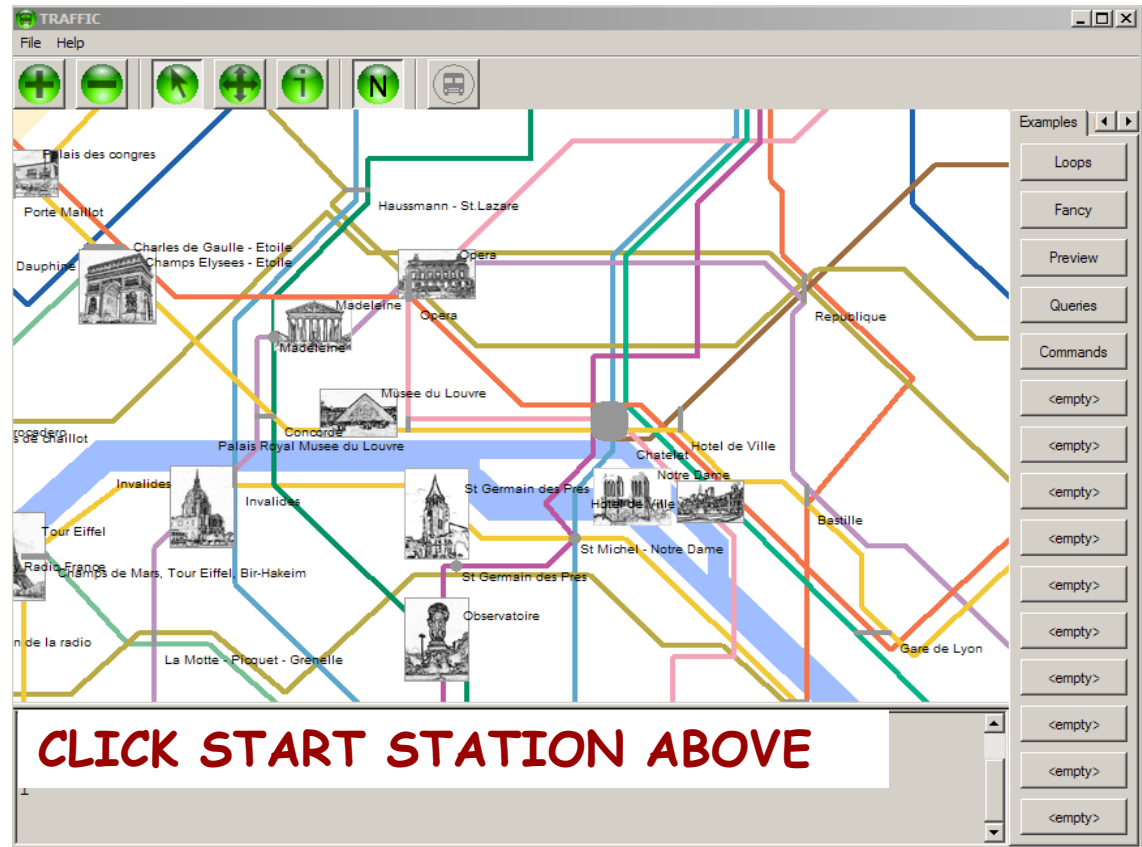 TRAFFIC
File Help
i
N
Examples
Palais des congres
Loops
Porte Maillot
Haussmann - St.Lazare
Fancy
Charles de Gaulle - Etoile
Dauphine
Champs Elysees - Etoile
Opera
Preview
Madeleine
Opera
Republique
Queries
Madeleine
Commands
Musee du Louvre
<empty>
Concorde
s de chaillot
Palais Royal Musee du Louvre
Hotel de Ville
Chatelet
<empty>
Invalides
St Germain des Pres
Notre Dame
Invalides
Hotel de Ville
<empty>
Bastille
Tour Eiffel
St Michel - Notre Dame
<empty>
y Radio France
Champs de Mars, Tour Eiffel, Bir-Hakeim
St Germain des Pres
<empty>
Observatoire
<empty>
n de la radio
La Motte - Picquet - Grenelle
Gare de Lyon
<empty>
<empty>
CLICK START STATION ABOVE
<empty>
<empty>